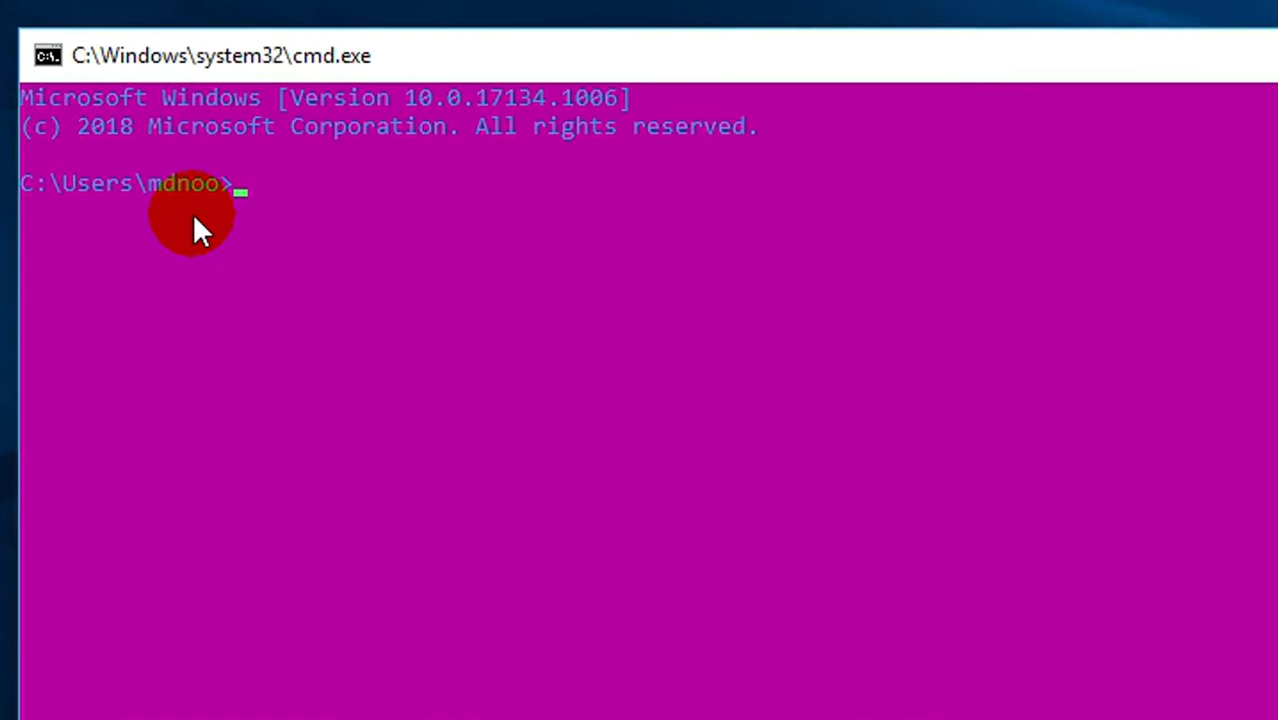 C:\Windows\system32\cmd.exe
Microsoft Windows [Version 10.0.17134.1006]
(c) 2018 Microsoft Corporation. All rights reserved.
C:\Users\mdnoo>